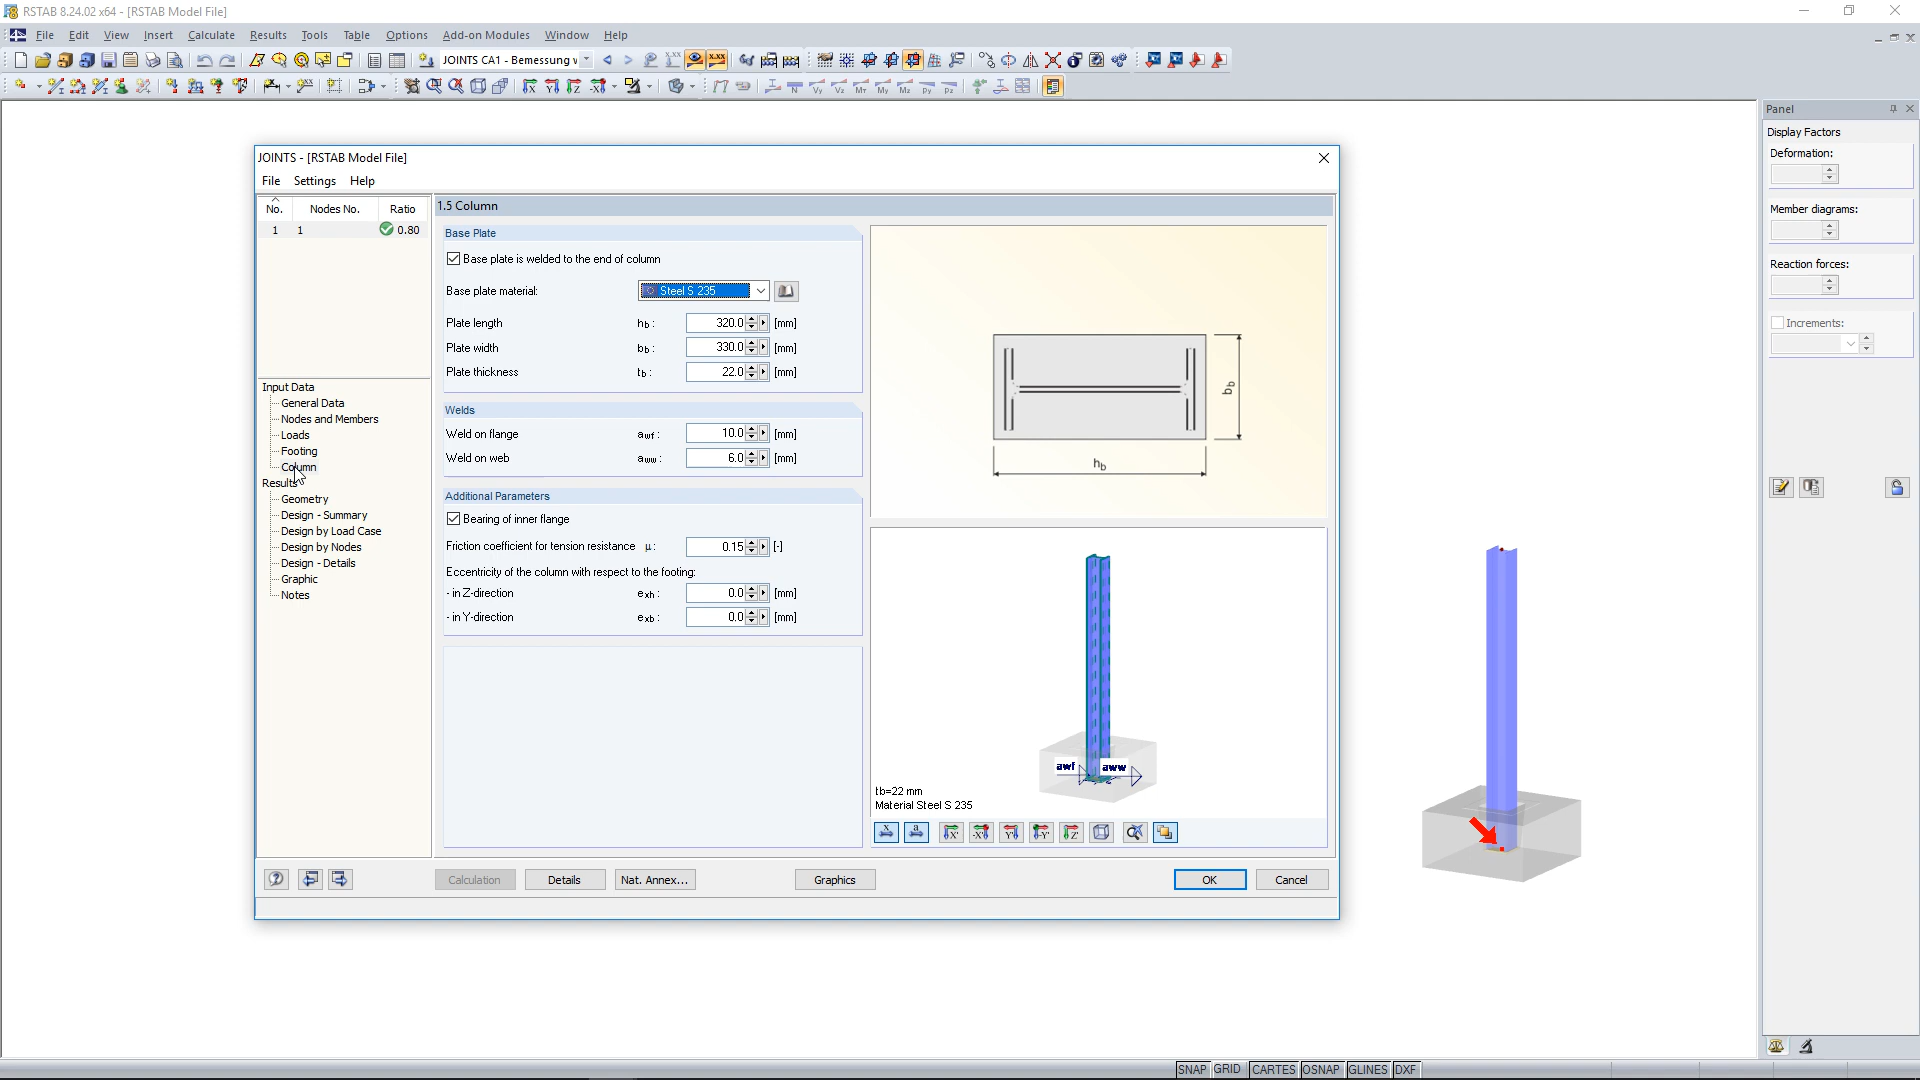 RSTAB 8.24.02 x64 - [RSTAB Model File]
File Edit View Insert Calculate Results Tools Table Options Add-on Modules Window Help
JOINTS CA1 - Bemessung v
Panel
Display Factors
Deformation:
Member diagrams:
Reaction forces:
Increments:
JOINTS - [RSTAB Model File]
File Settings Help
No. Nodes No. Ratio
1 1 0.80
Input Data
General Data
Nodes and Members
Loads
Footing
Column
Results
Geometry
Design - Summary
Design by Load Case
Design by Nodes
Design - Details
Graphic
Notes
1.5 Column
Base Plate
Base plate is welded to the end of column
Base plate material: Steel S 235
Plate length hb : 320.0 [mm]
Plate width bb : 330.0 [mm]
Plate thickness tb : 22.0 [mm]
Welds
Weld on flange awf : 10.0 [mm]
Weld on web aww : 6.0 [mm]
Additional Parameters
Bearing of inner flange
Friction coefficient for tension resistance μ : 0.15 [-]
Eccentricity of the column with respect to the footing:
- in Z-direction exh : 0.0 [mm]
- in Y-direction exb : 0.0 [mm]
bb
hb
awf aww
tb=22 mm
Material Steel S 235
Calculation Details Nat. Annex... Graphics OK Cancel
SNAP GRID CARTES OSNAP GLINES DXF